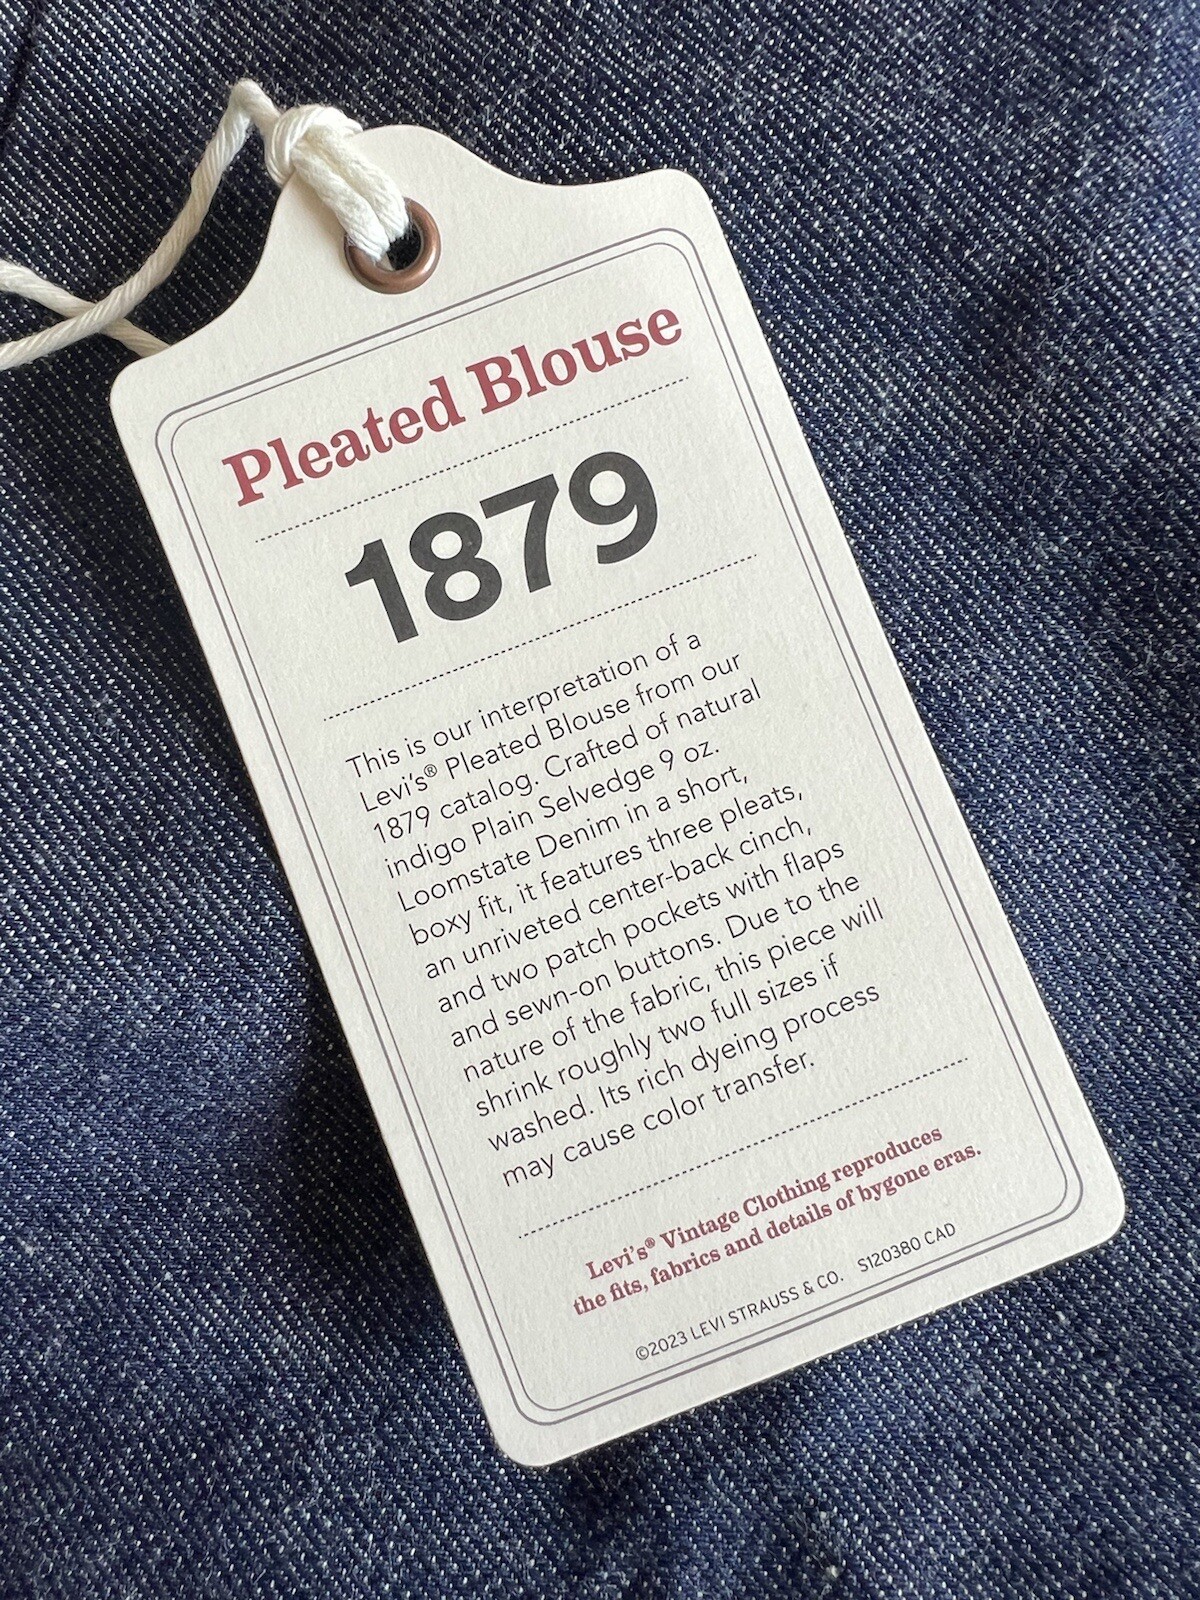 Pleated Blouse
1879
This is our interpretation of a
Levi's® Pleated Blouse from our
1879 catalog. Crafted of natural
indigo Plain Selvedge 9 oz.
Loomstate Denim in a short,
boxy fit, it features three pleats,
an unriveted center-back cinch,
and two patch pockets with flaps
and sewn-on buttons. Due to the
nature of the fabric, this piece will
shrink roughly two full sizes if
washed. Its rich dyeing process
may cause color transfer.
Levi's® Vintage Clothing reproduces
the fits, fabrics and details of bygone eras.
©2023 LEVI STRAUSS & CO. S120380 CAD